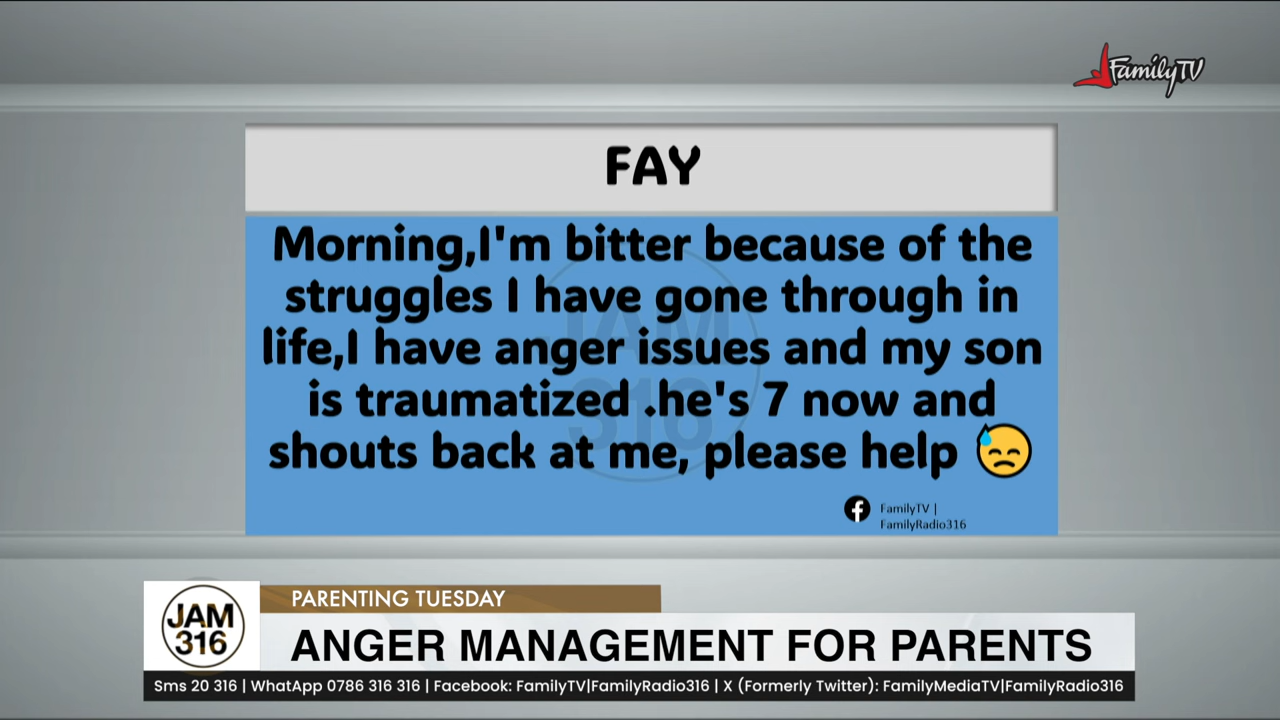 FamilyTV
FAY
Morning,I'm bitter because of the
struggles I have gone through in
life,I have anger issues and my son
is traumatized .he's 7 now and
shouts back at me, please help 😓
JAM
316
FamilyTV |
FamilyRadio316
JAM
316
PARENTING TUESDAY
ANGER MANAGEMENT FOR PARENTS
Sms 20 316 | WhatApp 0786 316 316 | Facebook: FamilyTV|FamilyRadio316 | X (Formerly Twitter): FamilyMediaTV|FamilyRadio316